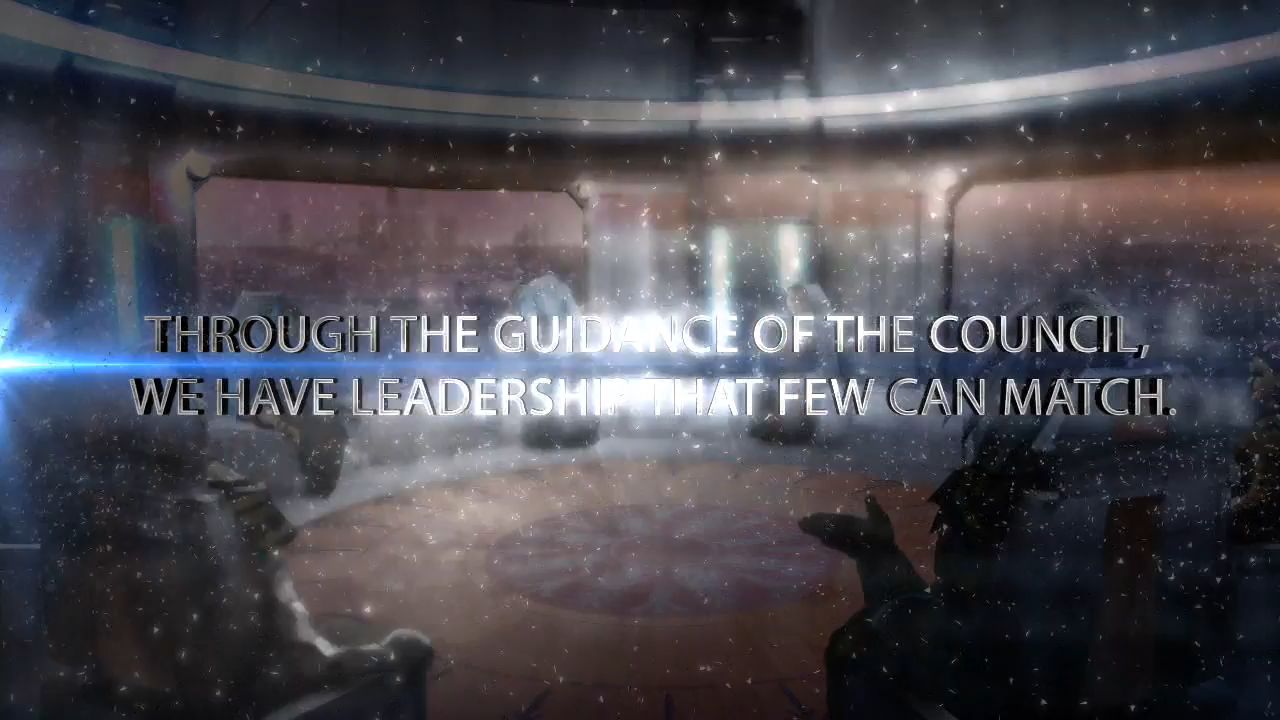 THROUGH THE GUIDANCE OF THE COUNCIL,
WE HAVE LEADERSHIP THAT FEW CAN MATCH.